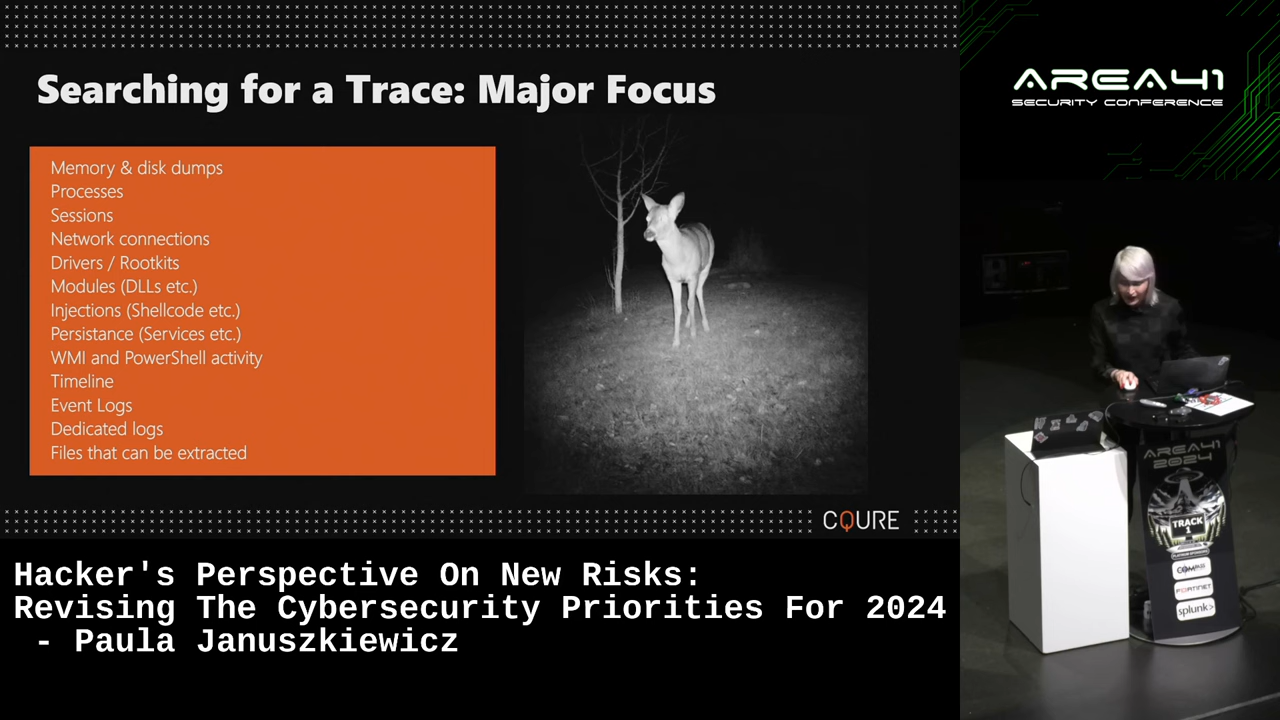 Searching for a Trace: Major Focus
Memory & disk dumps
Processes
Sessions
Network connections
Drivers / Rootkits
Modules (DLLs etc.)
Injections (Shellcode etc.)
Persistance (Services etc.)
WMI and PowerShell activity
Timeline
Event Logs
Dedicated logs
Files that can be extracted
CQURE
Hacker's Perspective On New Risks:
Revising The Cybersecurity Priorities For 2024
- Paula Januszkiewicz
AREA41
SECURITY CONFERENCE
AREA41
2024
TRACK
1
COMPASS
FORTINET
splunk>